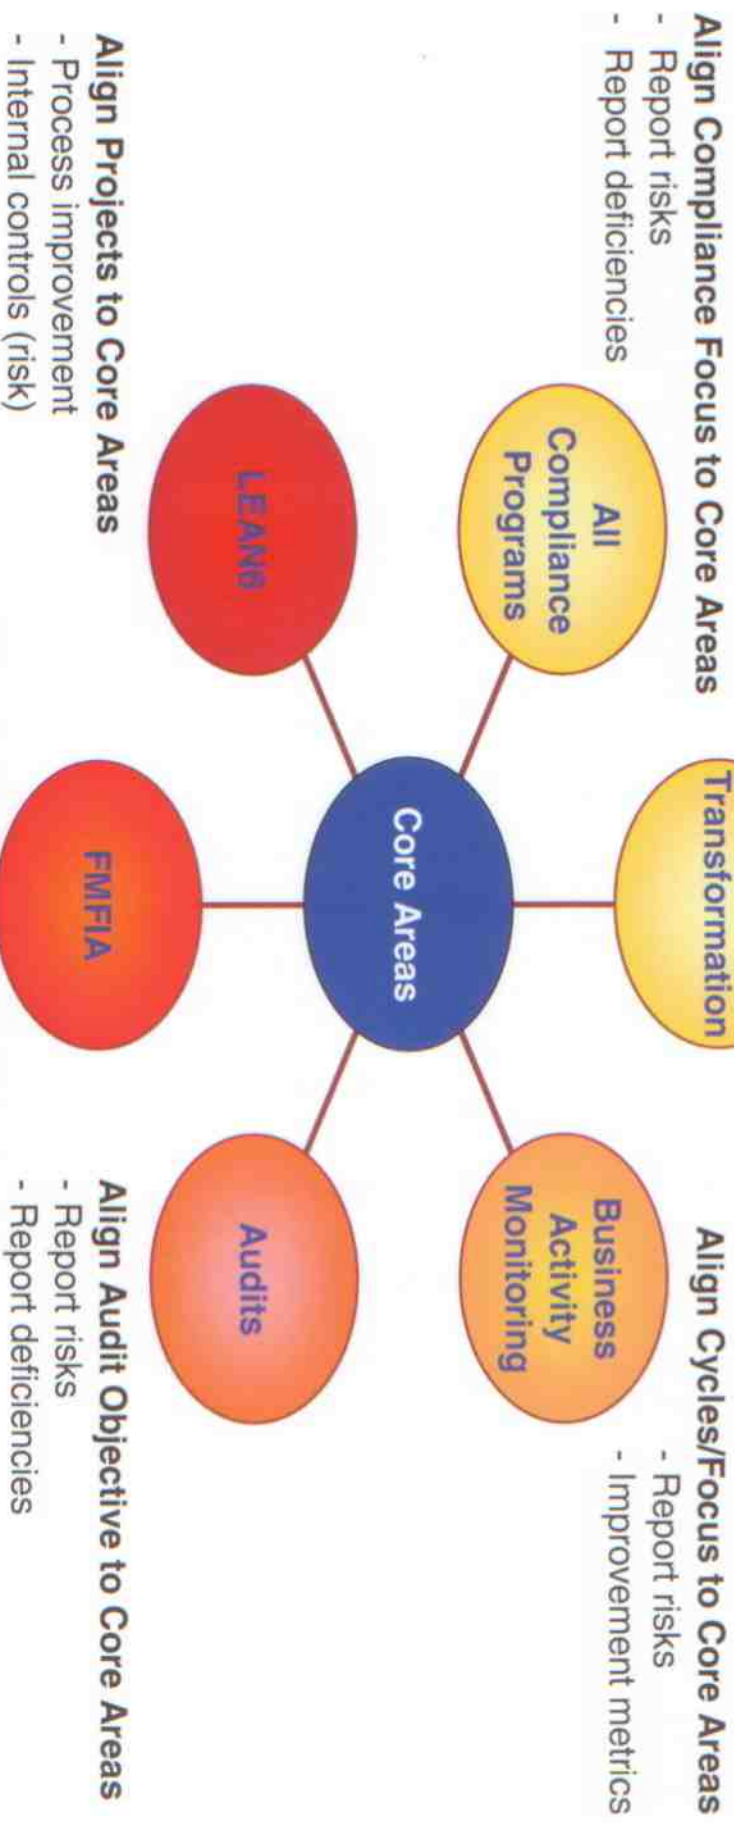 Align Compliance Focus to Core Areas
- Report risks
- Report deficiencies
Transformation
Align Cycles/Focus to Core Areas
- Report risks
- Improvement metrics
All
Compliance
Programs
Business
Activity
Monitoring
Core Areas
LEAN6
Audits
FMFIA
Align Projects to Core Areas
- Process improvement
- Internal controls (risk)
Align Audit Objective to Core Areas
- Report risks
- Report deficiencies